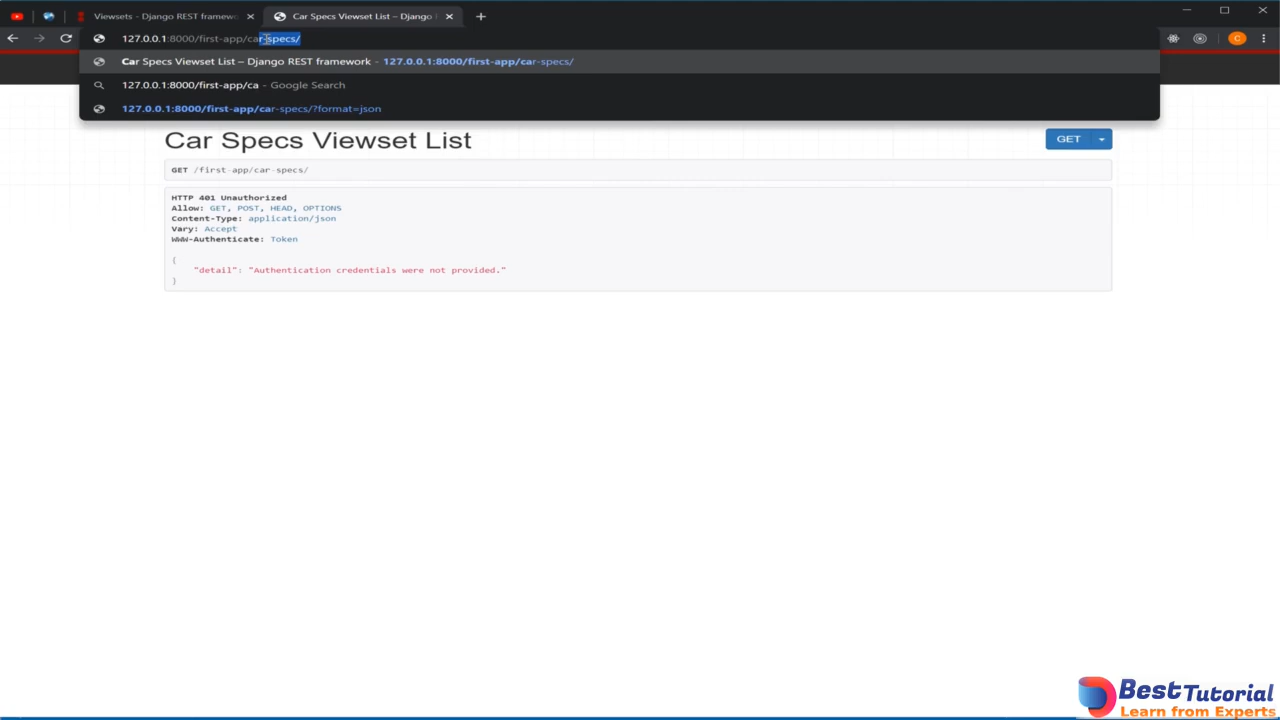 Viewsets - Django REST framew
Car Specs Viewset List – Django
127.0.0.1:8000/first-app/car-specs/
Car Specs Viewset List – Django REST framework - 127.0.0.1:8000/first-app/car-specs/
127.0.0.1:8000/first-app/ca - Google Search
127.0.0.1:8000/first-app/car-specs/?format=json
Car Specs Viewset List
GET
GET /first-app/car-specs/
HTTP 401 Unauthorized
Allow: GET, POST, HEAD, OPTIONS
Content-Type: application/json
Vary: Accept
WWW-Authenticate: Token
{
"detail": "Authentication credentials were not provided."
}
C
BestTutorial
Learn from Experts